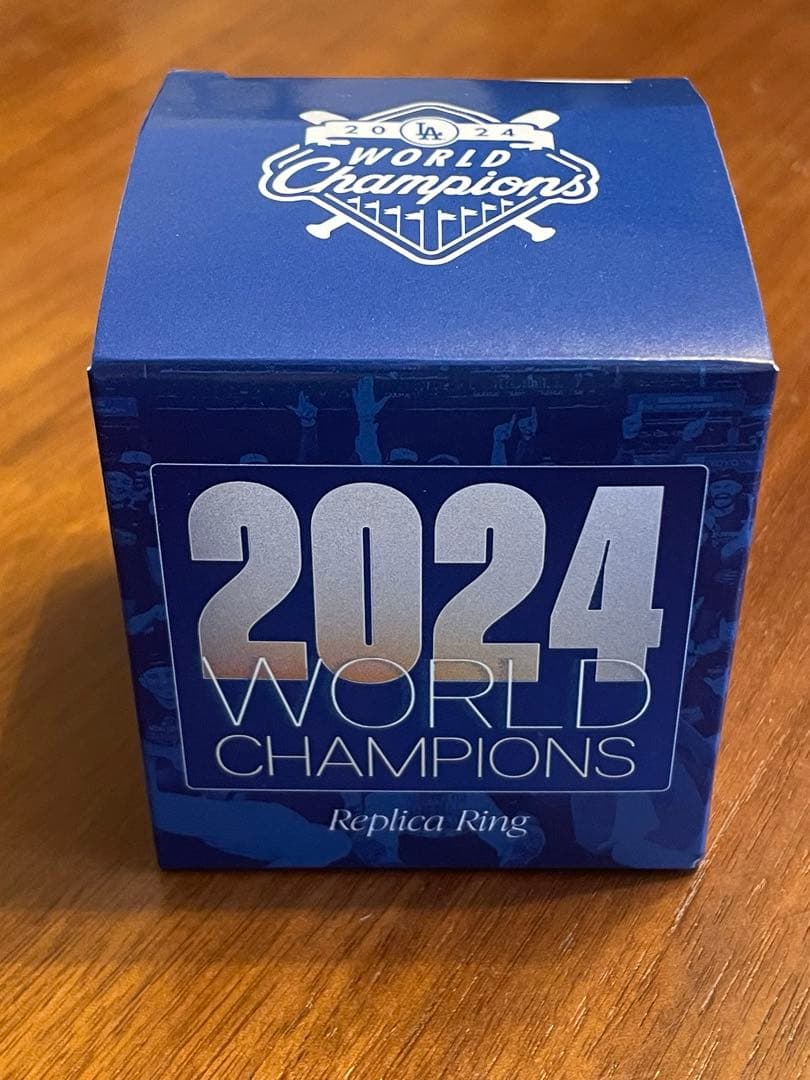 20 LA 24
WORLD
Champions
2024
WORLD
CHAMPIONS
Replica Ring